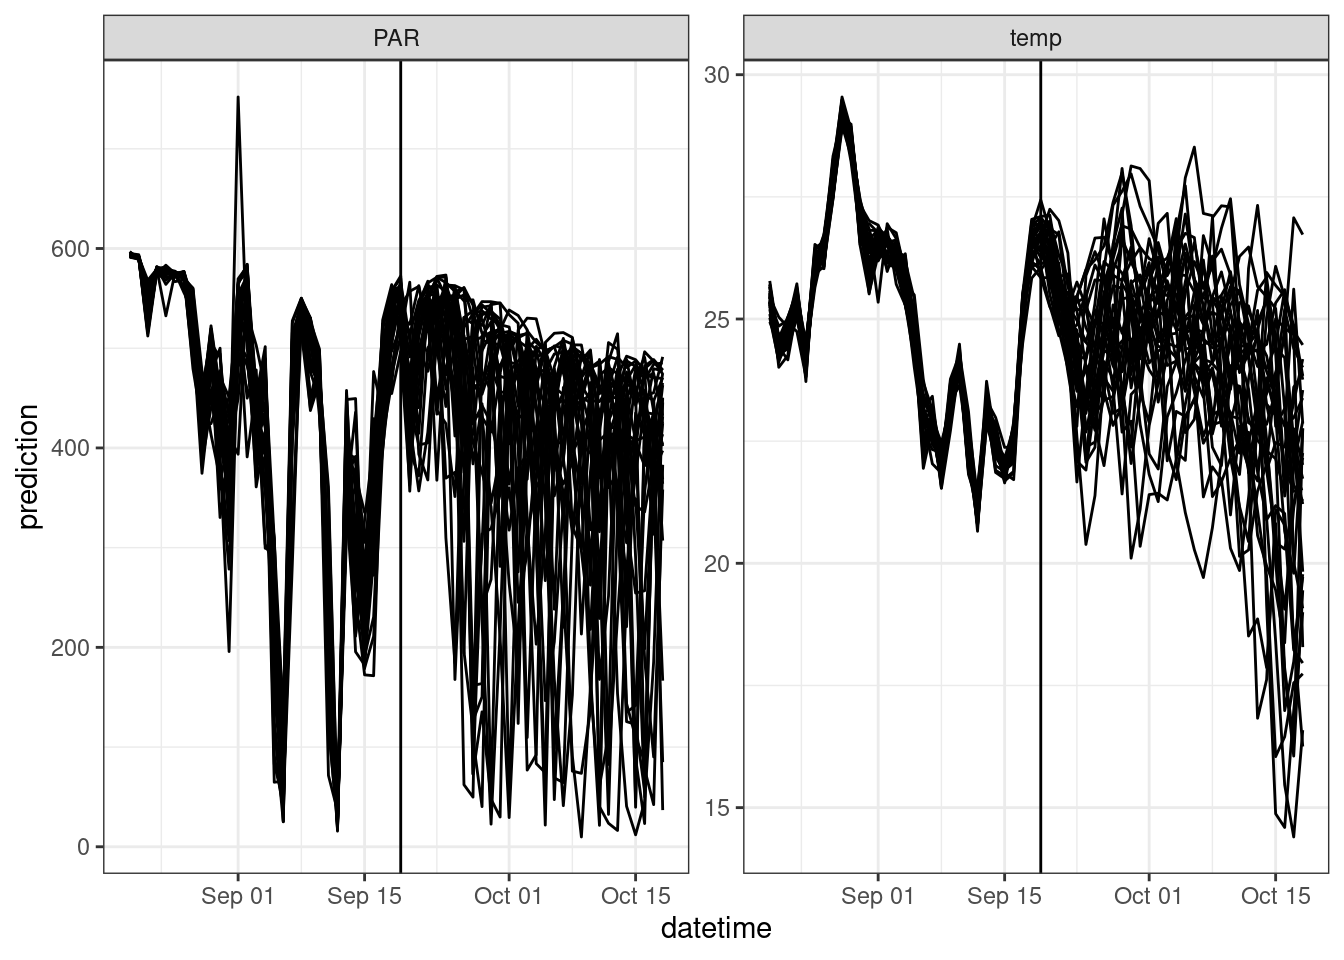 PAR
temp
prediction
600
400
200
0
30
25
20
15
Sep 01
Sep 15
Oct 01
Oct 15
Sep 01
Sep 15
Oct 01
Oct 15
datetime